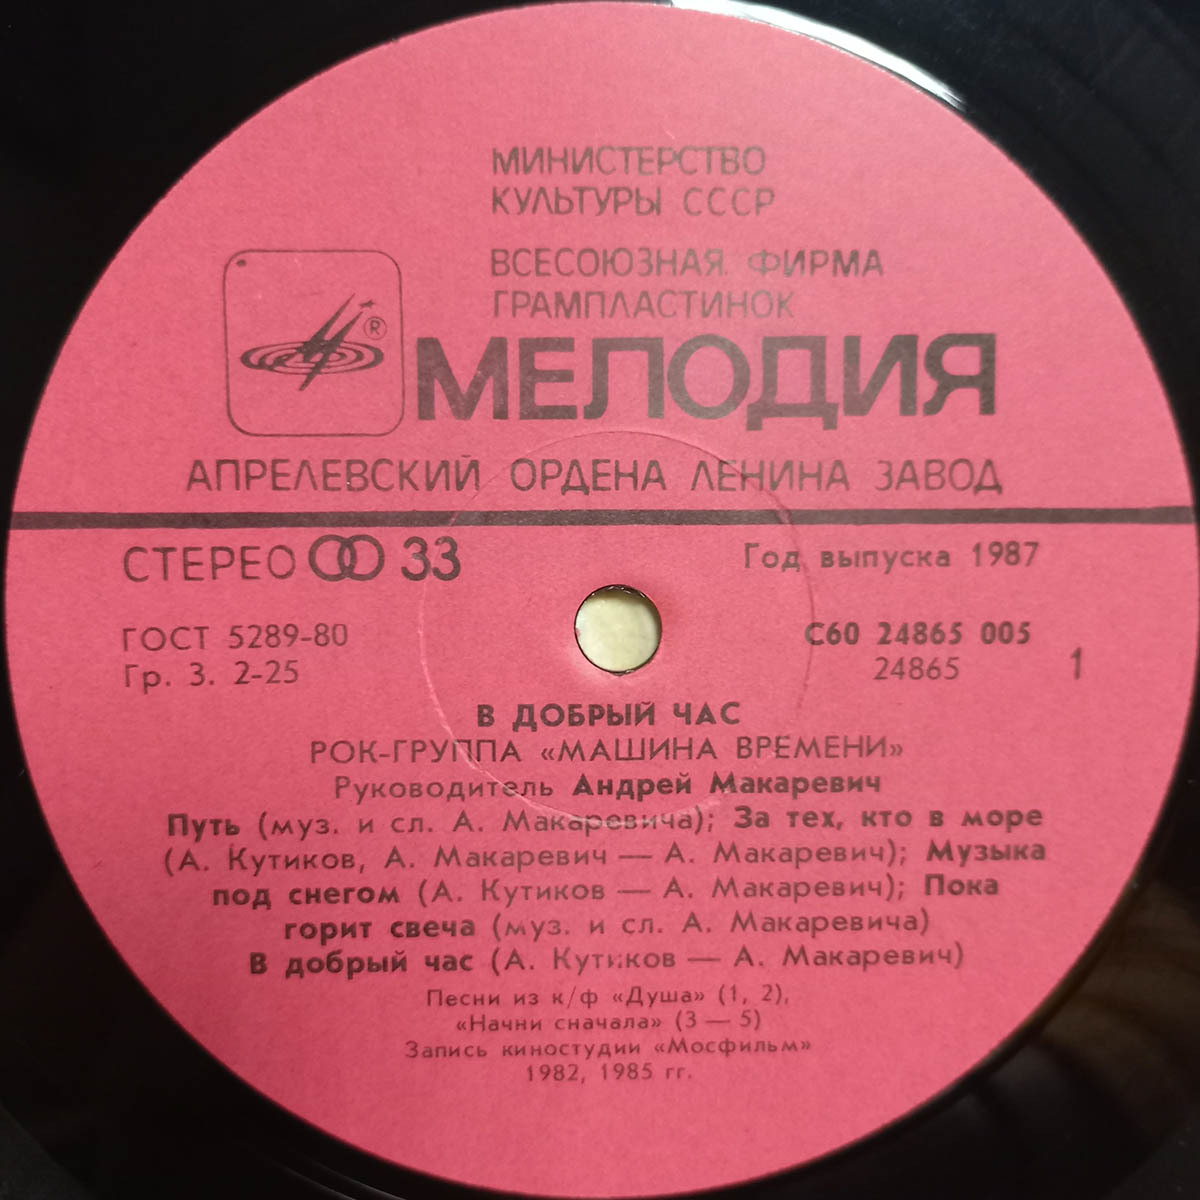 МИНИСТЕРСТВО
КУЛЬТУРЫ СССР
ВСЕСОЮЗНАЯ ФИРМА
ГРАМПЛАСТИНОК
®
МЕЛОДИЯ
АПРЕЛЕВСКИЙ ОРДЕНА ЛЕНИНА ЗАВОД
СТЕРЕО 33
Год выпуска 1987
ГОСТ 5289-80
Гр. 3. 2-25
С60 24865 005
24865
1
В ДОБРЫЙ ЧАС
РОК-ГРУППА «МАШИНА ВРЕМЕНИ»
Руководитель Андрей Макаревич
Путь (муз. и сл. А. Макаревича); За тех, кто в море
(А. Кутиков, А. Макаревич — А. Макаревич); Музыка
под снегом (А. Кутиков — А. Макаревич); Пока
горит свеча (муз. и сл. А. Макаревича)
В добрый час (А. Кутиков — А. Макаревич)
Песни из к/ф «Душа» (1, 2),
«Начни сначала» (3 — 5)
Запись киностудии «Мосфильм»
1982, 1985 гг.